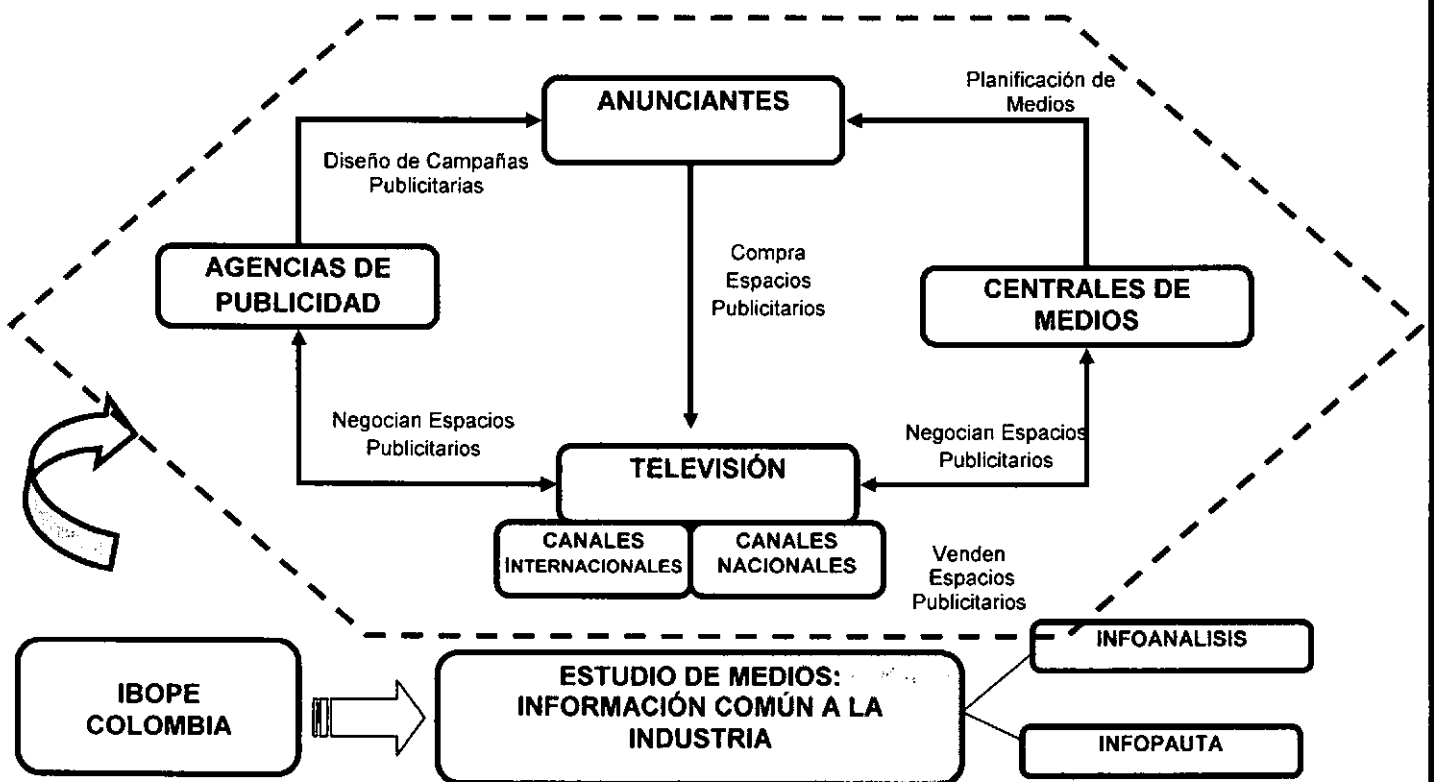 ANUNCIANTES
Planificación de
Medios
Diseño de Campañas
Publicitarias
AGENCIAS DE
PUBLICIDAD
Compra
Espacios
Publicitarios
CENTRALES DE
MEDIOS
Negocian Espacios
Publicitarios
TELEVISIÓN
Negocian Espacios
Publicitarios
CANALES
INTERNACIONALES
CANALES
NACIONALES
Venden
Espacios
Publicitarios
IBOPE
COLOMBIA
ESTUDIO DE MEDIOS:
INFORMACIÓN COMÚN A LA
INDUSTRIA
INFOANALISIS
INFOPAUTA